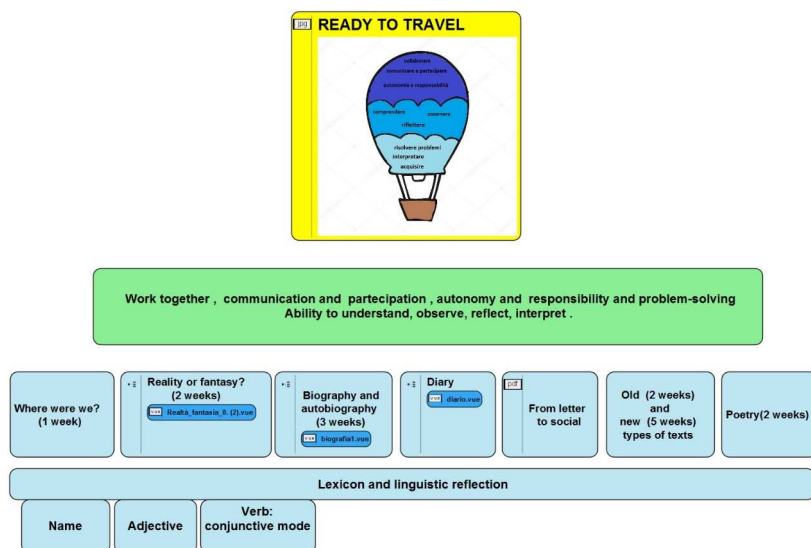 jpg READY TO TRAVEL
collaborare
comunicare e partecipare
autonomia e responsabilità
comprendere osservare
riflettere
risolvere problemi
interpretare
acquisire
Work together , communication and partecipation , autonomy and responsibility and problem-solving
Ability to understand, observe, reflect, interpret .
Where were we?
(1 week)
Reality or fantasy?
(2 weeks)
vue Realtà_fantasia_0. (2).vue
Biography and
autobiography
(3 weeks)
vue biografia1.vue
Diary
vue diario.vue
pdf
From letter
to social
Old (2 weeks)
and
new (5 weeks)
types of texts
Poetry(2 weeks)
Lexicon and linguistic reflection
Name
Adjective
Verb:
conjunctive mode